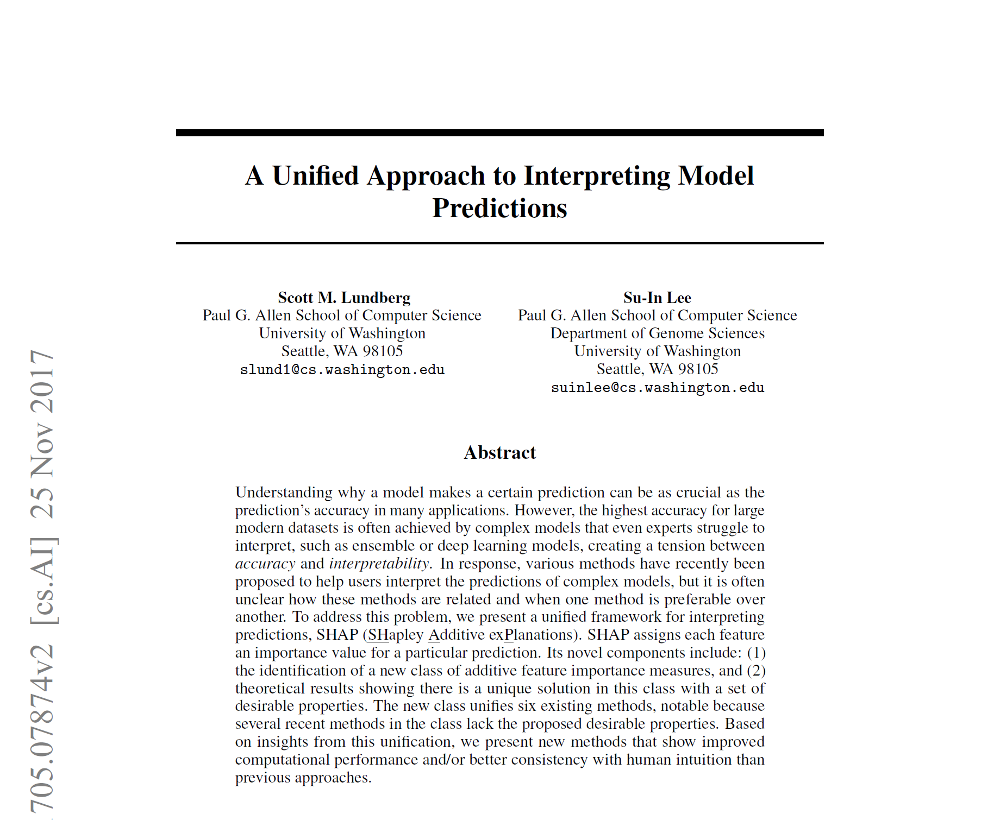 A Unified Approach to Interpreting Model
Predictions
Scott M. Lundberg
Paul G. Allen School of Computer Science
University of Washington
Seattle, WA 98105
slund1@cs.washington.edu
Su-In Lee
Paul G. Allen School of Computer Science
Department of Genome Sciences
University of Washington
Seattle, WA 98105
suinlee@cs.washington.edu
Abstract
Understanding why a model makes a certain prediction can be as crucial as the
prediction’s accuracy in many applications. However, the highest accuracy for large
modern datasets is often achieved by complex models that even experts struggle to
interpret, such as ensemble or deep learning models, creating a tension between
accuracy and interpretability. In response, various methods have recently been
proposed to help users interpret the predictions of complex models, but it is often
unclear how these methods are related and when one method is preferable over
another. To address this problem, we present a unified framework for interpreting
predictions, SHAP (SHapley Additive exPlanations). SHAP assigns each feature
an importance value for a particular prediction. Its novel components include: (1)
the identification of a new class of additive feature importance measures, and (2)
theoretical results showing there is a unique solution in this class with a set of
desirable properties. The new class unifies six existing methods, notable because
several recent methods in the class lack the proposed desirable properties. Based
on insights from this unification, we present new methods that show improved
computational performance and/or better consistency with human intuition than
previous approaches.
705.07874v2 [cs.AI] 25 Nov 2017